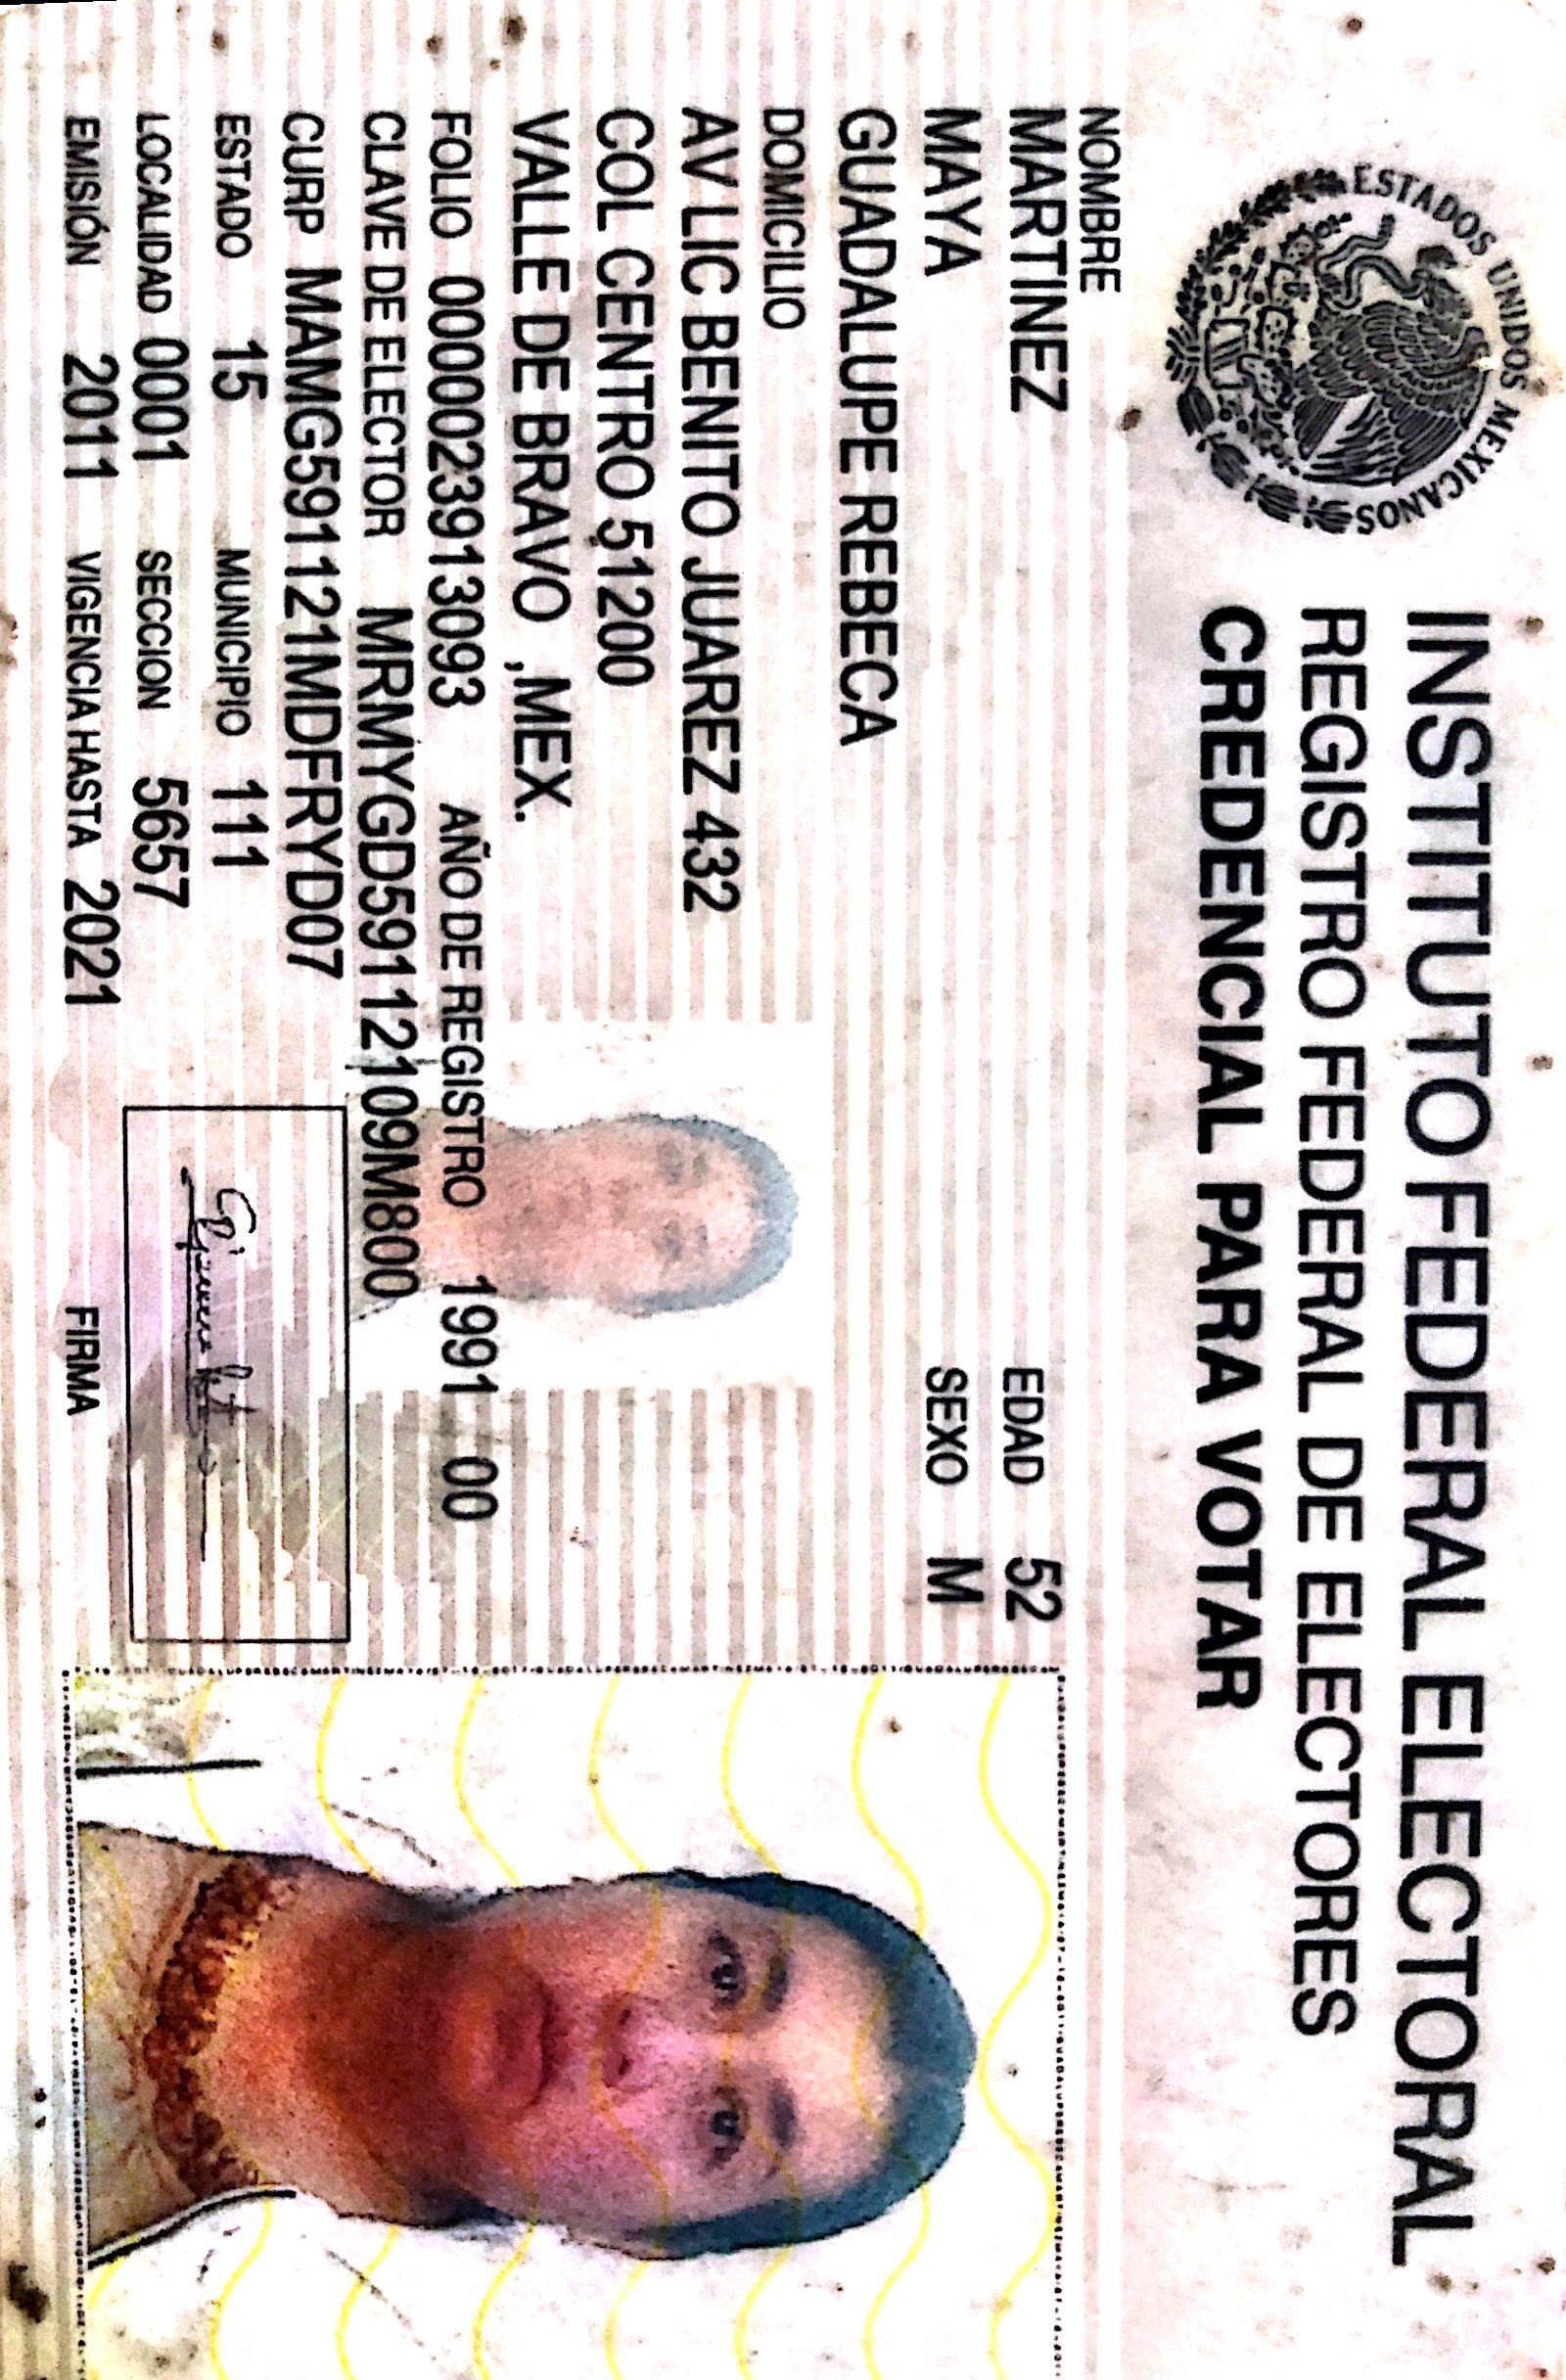 ESTADOS UNIDOS MEXICANOS
INSTITUTO FEDERAL ELECTORAL
REGISTRO FEDERAL DE ELECTORES
CREDENCIAL PARA VOTAR
NOMBRE
MARTINEZ
MAYA
GUADALUPE REBECA
EDAD 52
SEXO M
DOMICILIO
AV LIC BENITO JUAREZ 432
COL CENTRO 51200
VALLE DE BRAVO ,MEX.
FOLIO 0000023913093 AÑO DE REGISTRO 1991 00
CLAVE DE ELECTOR MRMYGD59112109M800
CURP MAMG591121MDFRYD07
ESTADO 15 MUNICIPIO 111
LOCALIDAD 0001 SECCION 5657
EMISIÓN 2011 VIGENCIA HASTA 2021
FIRMA